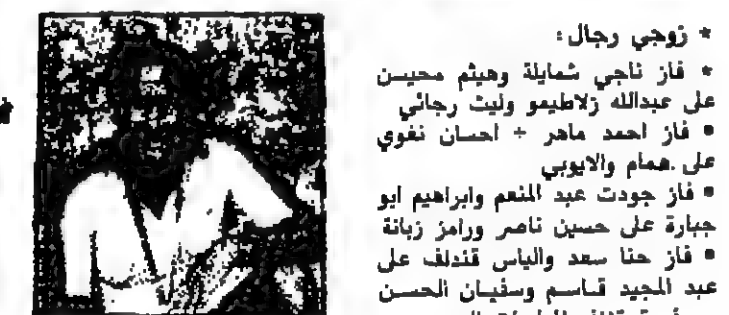 * زوجي رجال:
* فاز ناجي شمايلة وهيثم محيسن
على عبدالله زلاطيمو وليث رجائي
* فاز احمد ماهر + احسان نغوي
على همام والايوبي
* فاز جودت عبد المنعم وابراهيم ابو
جبارة على حسين ناصر ورامز زبانة
* فاز حنا سعد والياس قندلفت على
عبد المجيد قاسم وسفيان الحسن